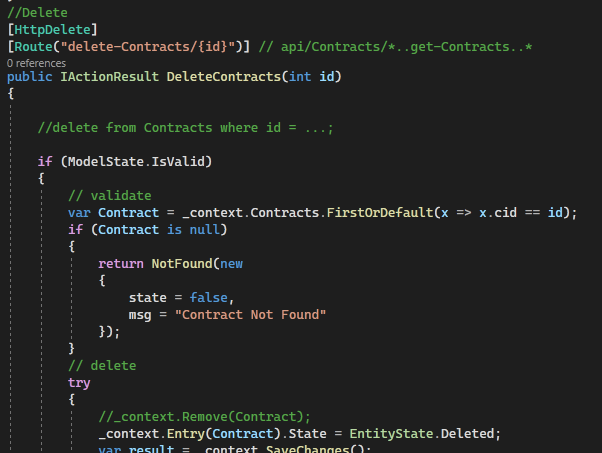 //Delete
[HttpDelete]
[Route("delete-Contracts/{id}")] // api/Contracts/*..get-Contracts..*
0 references
public IActionResult DeleteContracts(int id)
{
//delete from Contracts where id = ...;
if (ModelState.IsValid)
{
// validate
var Contract = _context.Contracts.FirstOrDefault(x => x.cid == id);
if (Contract is null)
{
return NotFound(new
{
state = false,
msg = "Contract Not Found"
});
}
// delete
try
{
//_context.Remove(Contract);
_context.Entry(Contract).State = EntityState.Deleted;
var result = _context.SaveChanges();